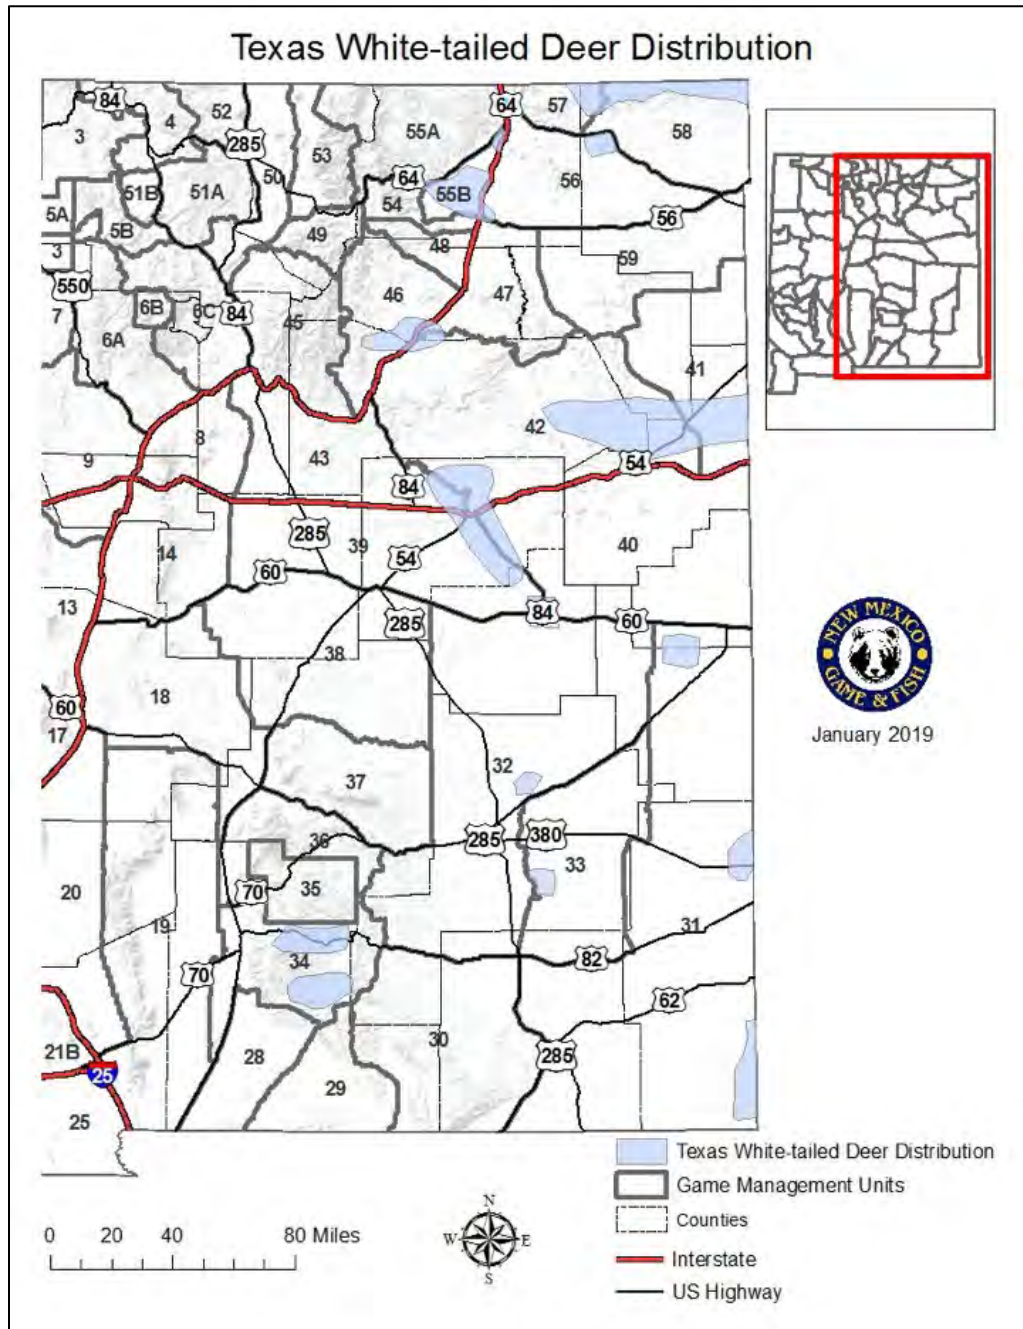 Texas White-tailed Deer Distribution
84
4
52
64
57
3
285
55A
58
53
50
64
56
51B
51A
54
55B
5A
56
5B
49
48
3
59
550
46
47
6B
6C
84
7
45
6A
41
42
8
43
9
54
84
285
39
54
40
14
60
13
285
84
60
38
18
60
17
32
37
285
380
36
33
70
35
20
19
31
34
82
70
62
30
21B
28
285
25
29
25
NEW MEXICO
GAME & FISH
January 2019
Texas White-tailed Deer Distribution
Game Management Units
Counties
Interstate
US Highway
0 20 40 80 Miles
N
W E
S